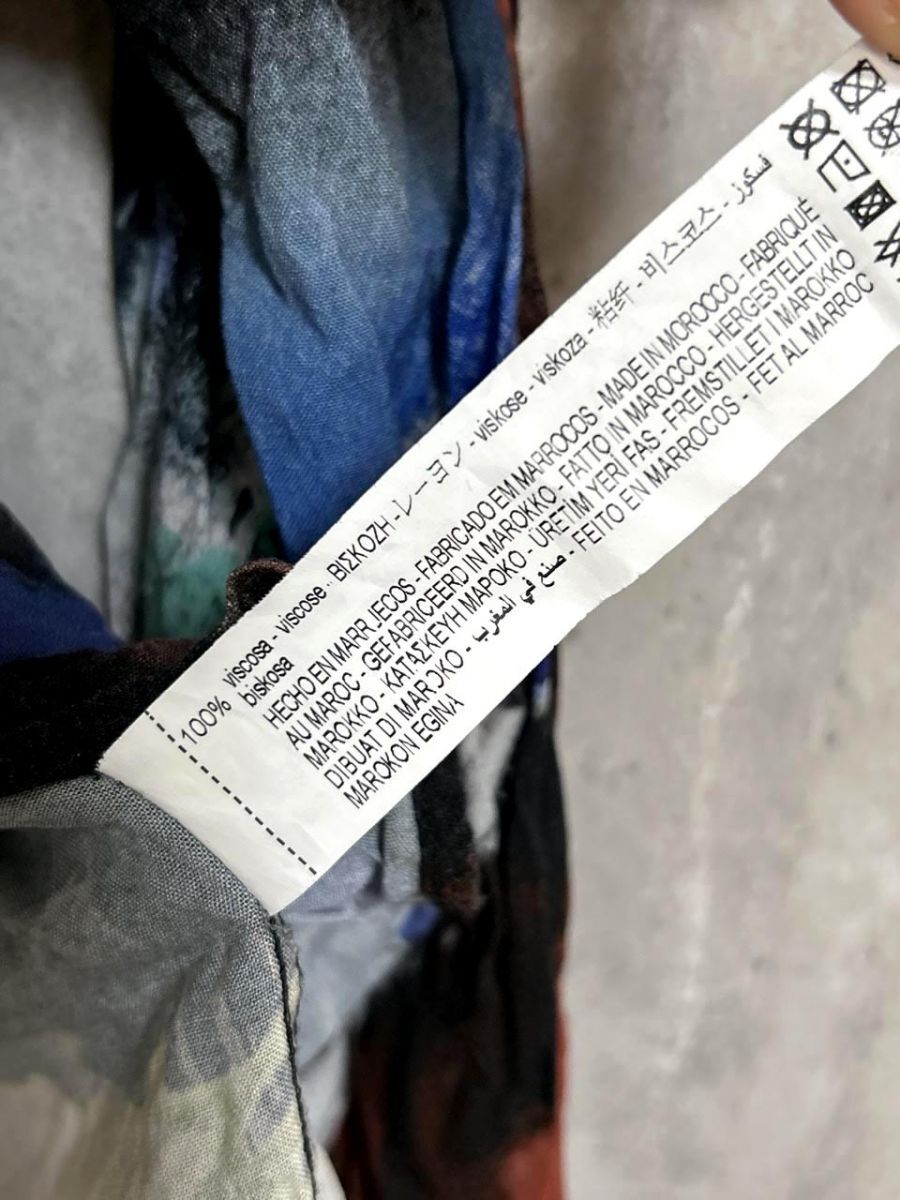 100% viscosa - viscose - ΒΙΣΚΟΖΗ - レーヨン - viskose - viskoza - 粘纤 - 비스코스 - فسكوز
biskosa
HECHO EN MARRUECOS - FABRICADO EM MARROCOS - MADE IN MOROCCO - FABRIQUÉ
AU MAROC - GEFABRICEERD IN MAROKKO - FATTO IN MAROCCO - HERGESTELLT IN
MAROKKO - ΚΑΤΑΣΚΕΥΗ ΜΑΡΟΚΟ - ÜRETIM YERI FAS - FREMSTILLET I MAROKKO
DIBUAT DI MAROKO - صنع في المغرب - FEITO EN MARROCOS - FET AL MARROC
MAROKON EGINA